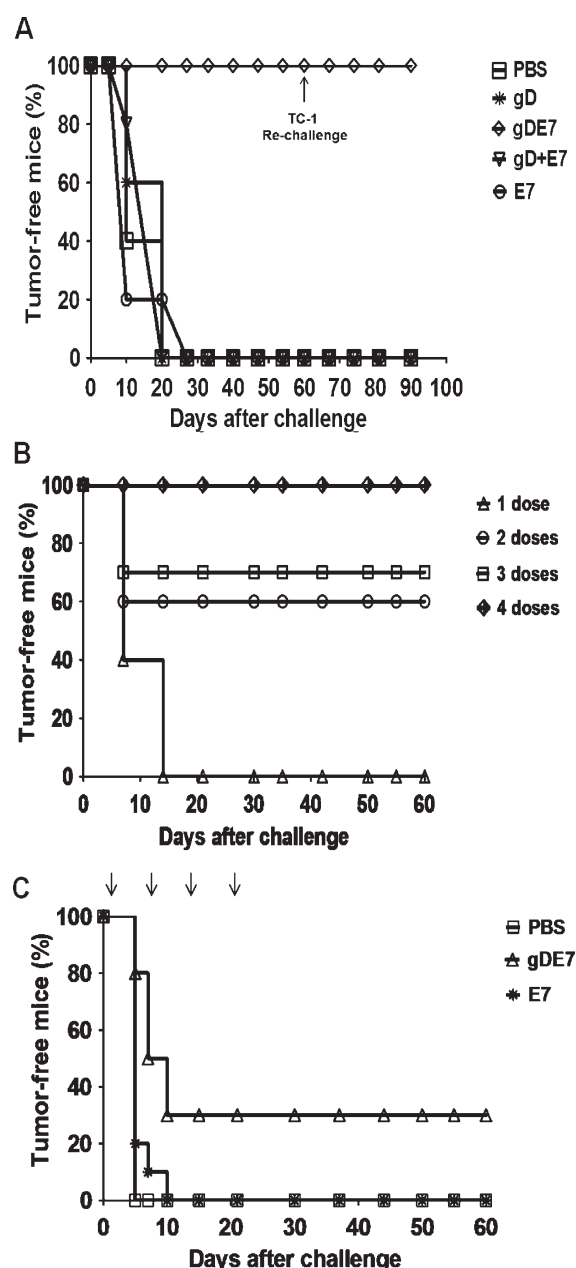 A
Tumor-free mice (%)
100
80
60
40
20
0
TC-1
Re-challenge
PBS
gD
gDE7
gD+E7
E7
0 10 20 30 40 50 60 70 80 90 100
Days after challenge
B
Tumor-free mice (%)
100
80
60
40
20
0
1 dose
2 doses
3 doses
4 doses
0 10 20 30 40 50 60
Days after challenge
C
Tumor-free mice (%)
100
80
60
40
20
0
PBS
gDE7
E7
0 10 20 30 40 50 60
Days after challenge